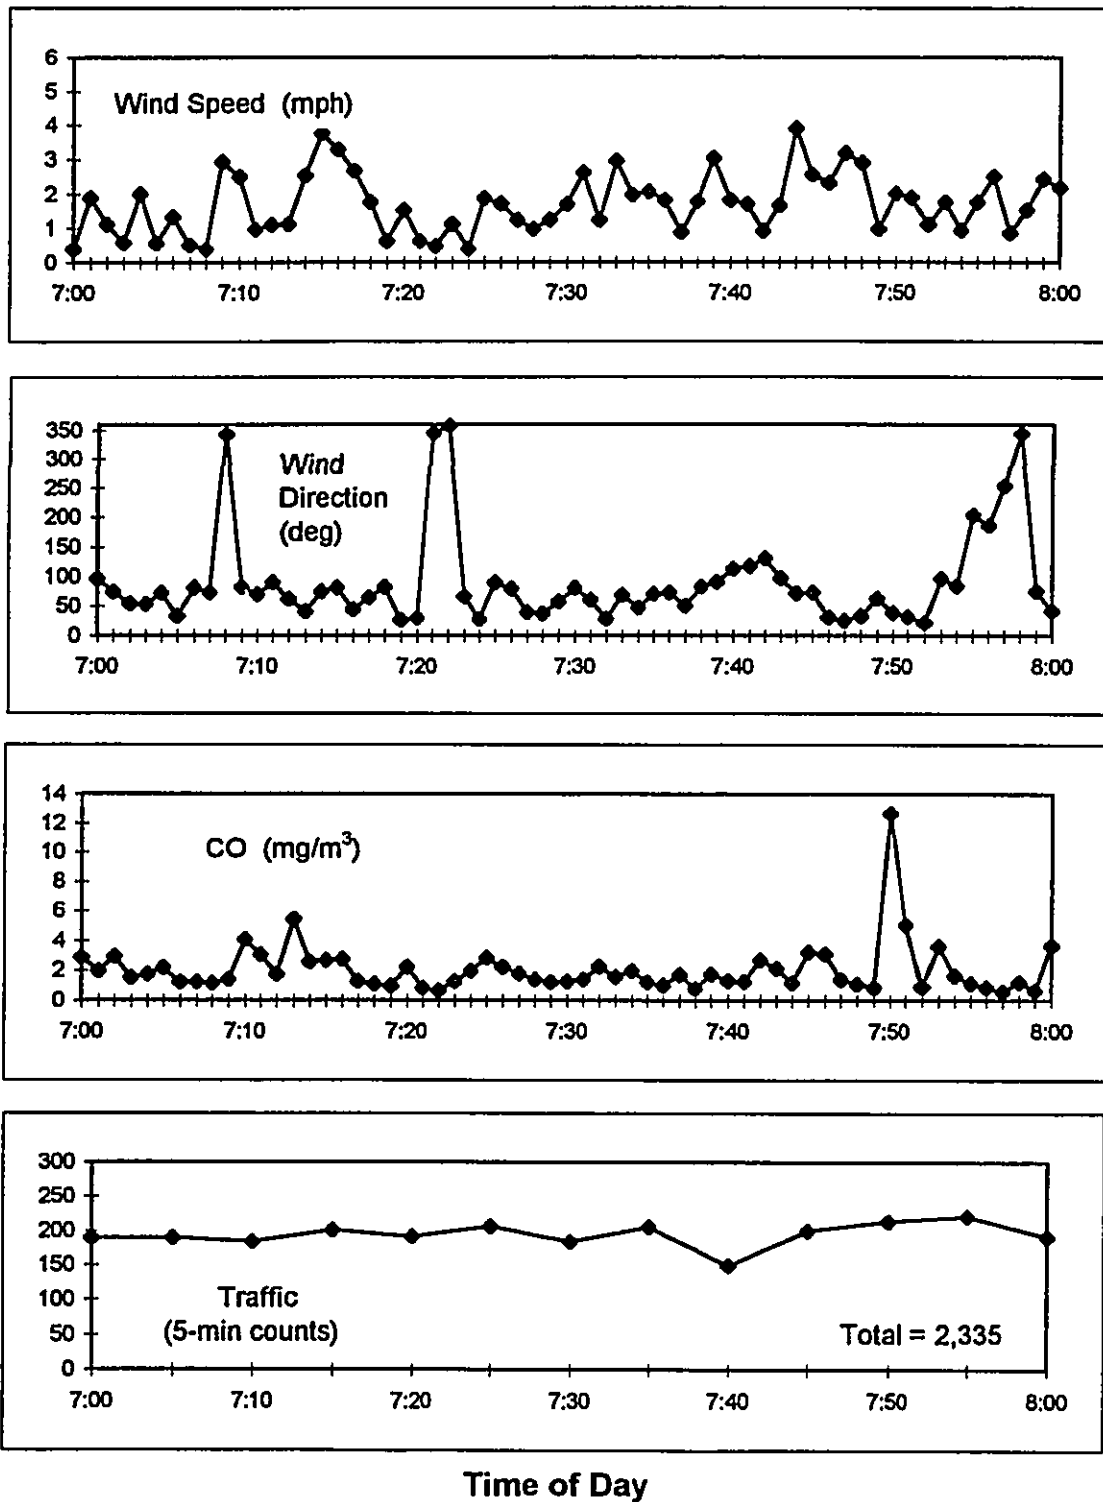 6
5
4
3
2
1
0
Wind Speed (mph)
7:00 7:10 7:20 7:30 7:40 7:50 8:00
350
300
250
200
150
100
50
0
Wind
Direction
(deg)
7:00 7:10 7:20 7:30 7:40 7:50 8:00
14
12
10
8
6
4
2
0
CO (mg/m³)
7:00 7:10 7:20 7:30 7:40 7:50 8:00
300
250
200
150
100
50
0
Traffic
(5-min counts)
Total = 2,335
7:00 7:10 7:20 7:30 7:40 7:50 8:00
Time of Day